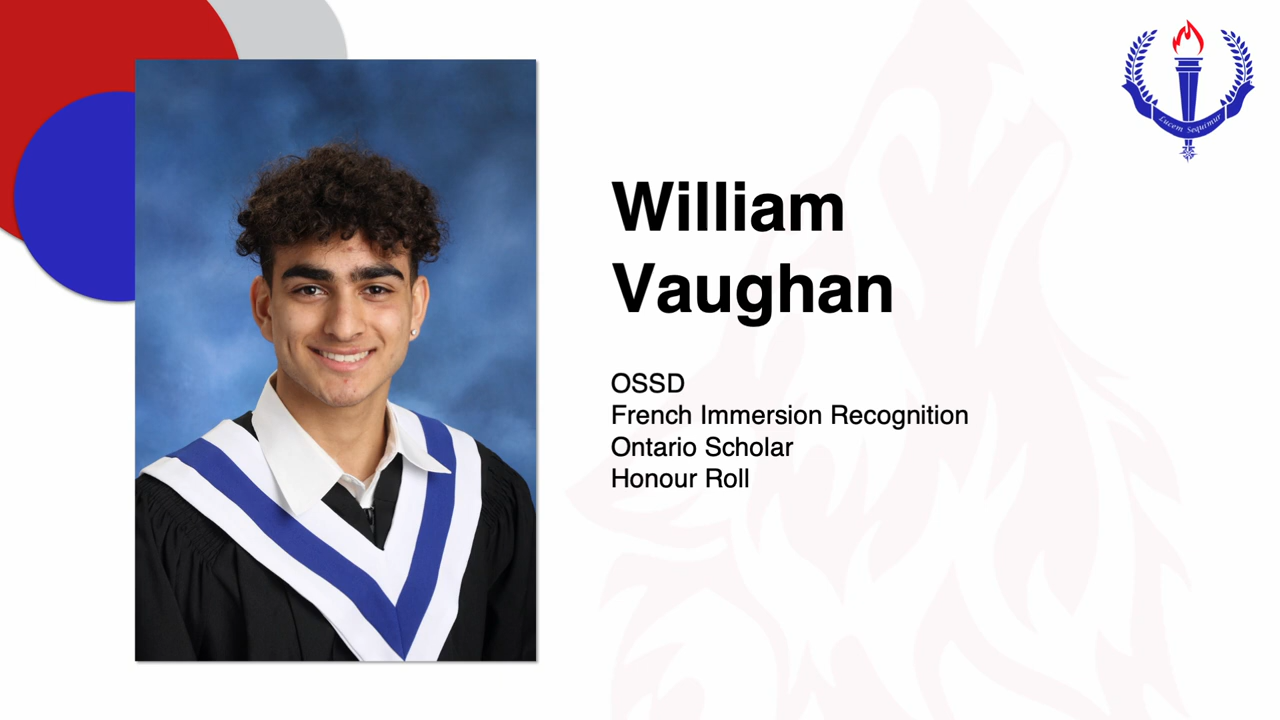 Lucem Sequimur
William
Vaughan
OSSD
French Immersion Recognition
Ontario Scholar
Honour Roll